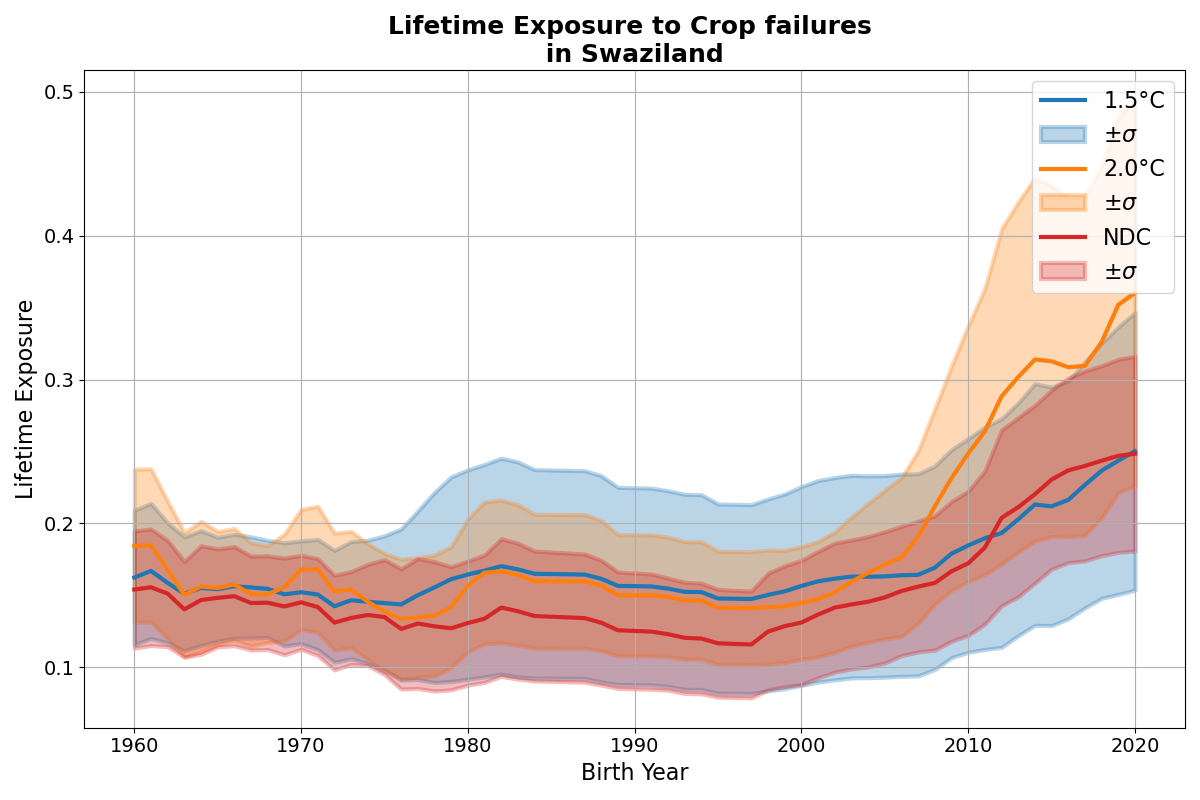 Lifetime Exposure to Crop failures
in Swaziland
Lifetime Exposure
0.5
0.4
0.3
0.2
0.1
1.5°C
±σ
2.0°C
±σ
NDC
±σ
1960 1970 1980 1990 2000 2010 2020
Birth Year